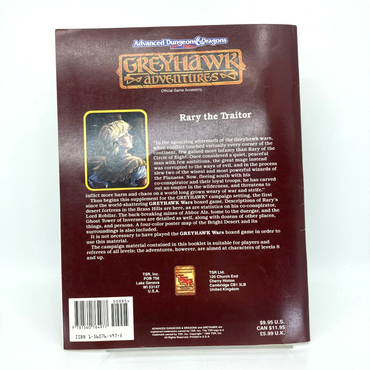 Advanced Dungeons & Dragons
2nd Edition
GREYHAWK
ADVENTURES
Official Game Accessory
Rary the Traitor
"In the agonizing aftermath of the Greyhawk wars,
when conflict touched virtually every corner of the
continent, few gained more infamy than Rary of the
Circle of Eight. Once considered a quiet, peaceful
man with few ambitions, the great mage instead
was corrupted to the ways of evil, and in the process
slew two of the wisest and most powerful wizards of
the Flanaess. Now, fleeing south with his
co-conspirator and their loyal troops, he has carved
out an empire in the wilderness, and threatens to
inflict more harm and chaos on a world long grown weary of war and strife."
Thus begins this supplement for the GREYHAWK® campaign setting, the first
since the world-shattering GREYHAWK Wars boxed game. Descriptions of Rary's
desert fortress in the Brass Hills are here, as are statistics on his co-conspirator,
Lord Robilar. The back-breaking mines of Abbor Alz, home to the derro
Ghost Tower of Inverness are detailed as well, along with dozens of other places,
things, and persons. A four-color poster map of the Bright Desert and its
surroundings is also included.
It is not necessary to have played the GREYHAWK Wars boxed game in order to
use this material.
The campaign material contained in this booklet is suitable for players and
referees of all levels; the adventures, however, are aimed at characters of levels 8
and up.
TSR, Inc.
POB 756
Lake Geneva
WI 53147
U.S.A.
TSR Ltd.
120 Church End
Cherry Hinton
Cambridge CB1 3LB
United Kingdom
50895
9 781560 764977
ISBN 1-56076-497-X
$8.95 U.S.
CAN $11.95
£5.99 U.K.